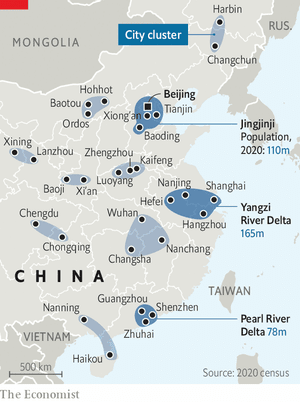 Harbin
RUS.
MONGOLIA
City cluster
Changchun
Hohhot
Beijing
Baotou
Tianjin
Xiong'an
Ordos
Baoding
Jingjinji
Population,
2020: 110m
Xining
Lanzhou
Zhengzhou
Kaifeng
Luoyang
Baoji
Xi'an
Nanjing
Shanghai
Hefei
Yangzi
River Delta
165m
Chengdu
Wuhan
Hangzhou
Chongqing
Nanchang
Changsha
CHINA
TAIWAN
Guangzhou
Shenzhen
Nanning
Pearl River
Delta 78m
Zhuhai
VIETNAM
Haikou
500 km
Source: 2020 census
The Economist